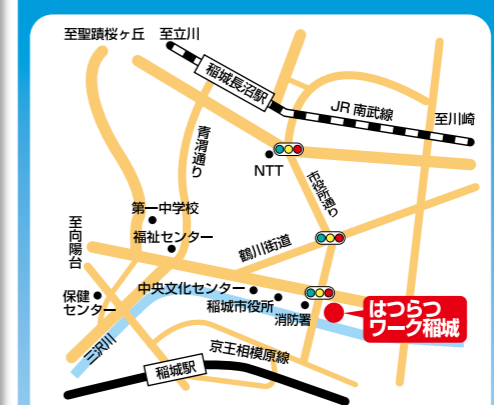 至聖蹟桜ヶ丘
至立川
稲城長沼駅
JR 南武線
至川崎
青渭通り
NTT
市役所通り
第一中学校
至向陽台
福祉センター
鶴川街道
保健
センター
中央文化センター
稲城市役所
消防署
はつらつ
ワーク稲城
三沢川
稲城駅
京王相模原線